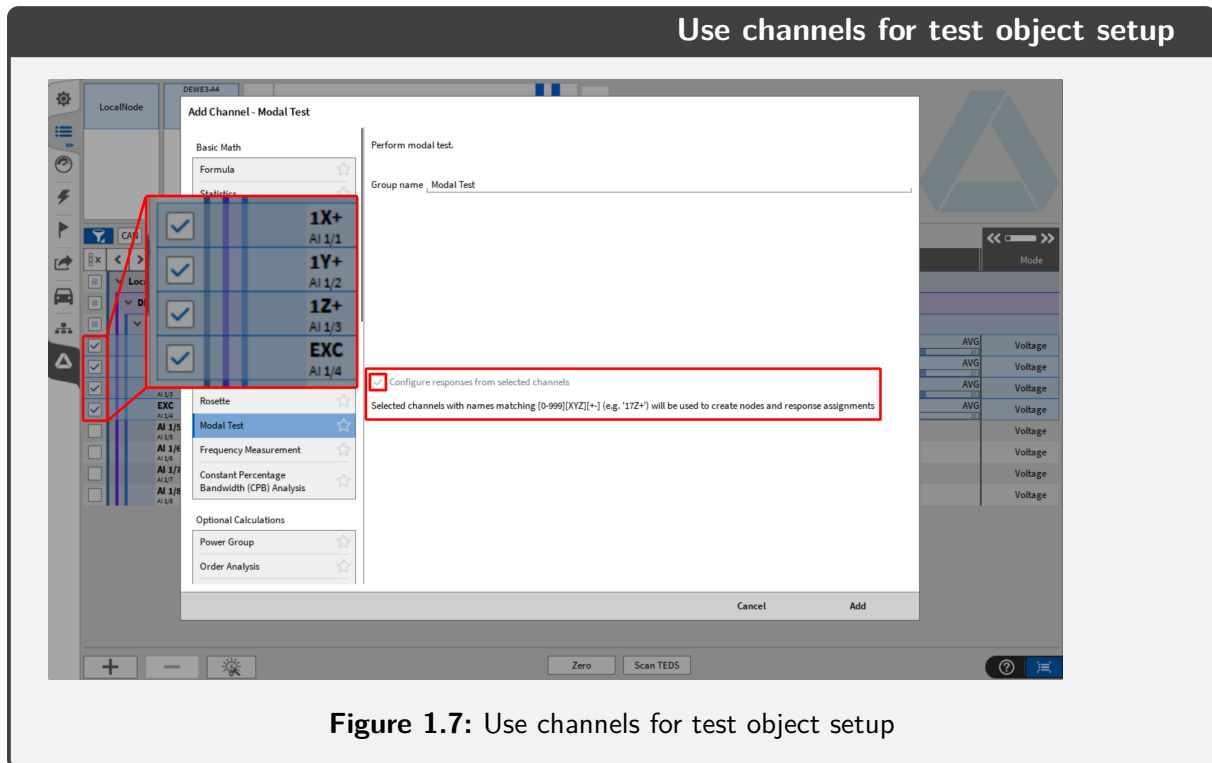 Use channels for test object setup
LocalNode
DEWE3-A4
Add Channel - Modal Test
Basic Math
Formula
Statistics
Perform modal test.
Group name Modal Test
1X+
AI 1/1
1Y+
AI 1/2
1Z+
AI 1/3
EXC
AI 1/4
CAN
Loca
Mode
AVG Voltage
AVG Voltage
AVG Voltage
AVG Voltage
Configure responses from selected channels
Selected channels with names matching [0-999][XYZ][+-] (e.g. '17Z+') will be used to create nodes and response assignments
AI 1/3
EXC
AI 1/4
AI 1/5
AI 1/5
Voltage
AI 1/6
AI 1/6
Voltage
AI 1/7
AI 1/7
Voltage
AI 1/8
AI 1/8
Voltage
Rosette
Modal Test
Frequency Measurement
Constant Percentage
Bandwidth (CPB) Analysis
Optional Calculations
Power Group
Order Analysis
Cancel Add
Zero Scan TEDS
Figure 1.7: Use channels for test object setup